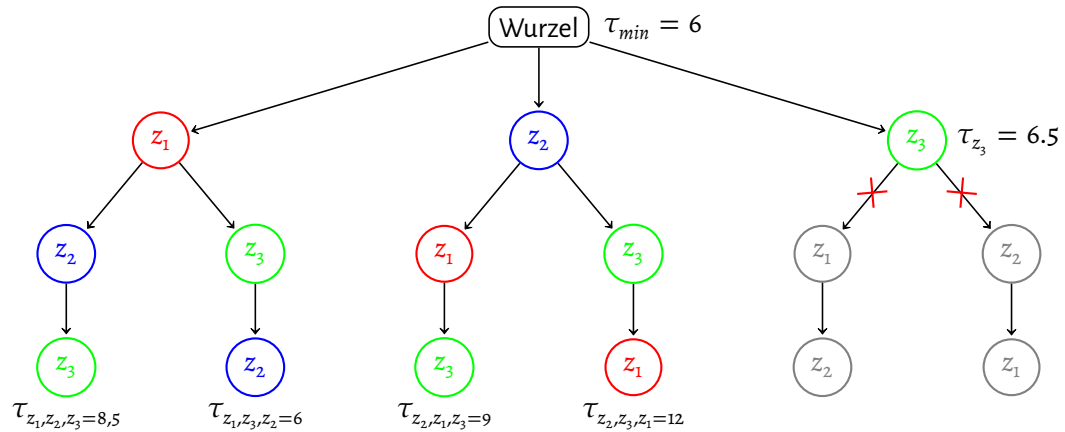 Wurzel τ_min = 6
z₁ z₂ z₃ τ_z₃ = 6.5
z₂ z₃ z₁ z₃ z₁ z₂
z₃ z₂ z₃ z₁ z₂ z₁
τ_z₁,z₂,z₃=8,5 τ_z₁,z₃,z₂=6 τ_z₂,z₁,z₃=9 τ_z₂,z₃,z₁=12